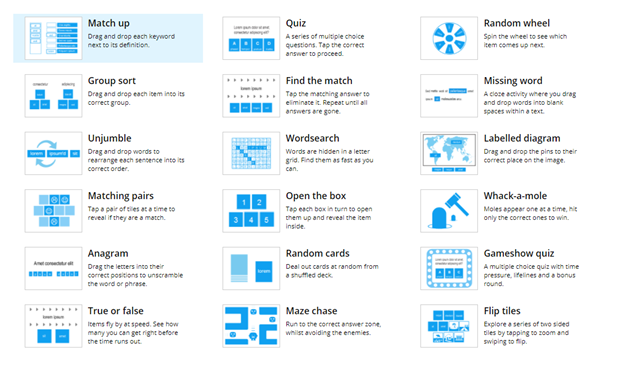 Match up
Drag and drop each keyword
next to its definition.
Quiz
A series of multiple choice
questions. Tap the correct
answer to proceed.
Random wheel
Spin the wheel to see which
item comes up next.
Group sort
Drag and drop each item into its
correct group.
Find the match
Tap the matching answer to
eliminate it. Repeat until all
answers are gone.
Missing word
A cloze activity where you drag
and drop words into blank
spaces within a text.
Unjumble
Drag and drop words to
rearrange each sentence into its
correct order.
Wordsearch
Words are hidden in a letter
grid. Find them as fast as you
can.
Labelled diagram
Drag and drop the pins to their
correct place on the image.
Matching pairs
Tap a pair of tiles at a time to
reveal if they are a match.
1 2 3
4 5
Open the box
Tap each box in turn to open
them up and reveal the item
inside.
Whack-a-mole
Moles appear one at a time, hit
only the correct ones to win.
Amet consectetur elit
Anagram
Drag the letters into their
correct positions to unscramble
the word or phrase.
lorem
Random cards
Deal out cards at random from
a shuffled deck.
Gameshow quiz
A multiple choice quiz with time
pressure, lifelines and a bonus
round.
lorem ipsum
True or false
Items fly by at speed. See how
many you can get right before
the time runs out.
Maze chase
Run to the correct answer zone,
whilst avoiding the enemies.
Flip tiles
Explore a series of two sided
tiles by tapping to zoom and
swiping to flip.